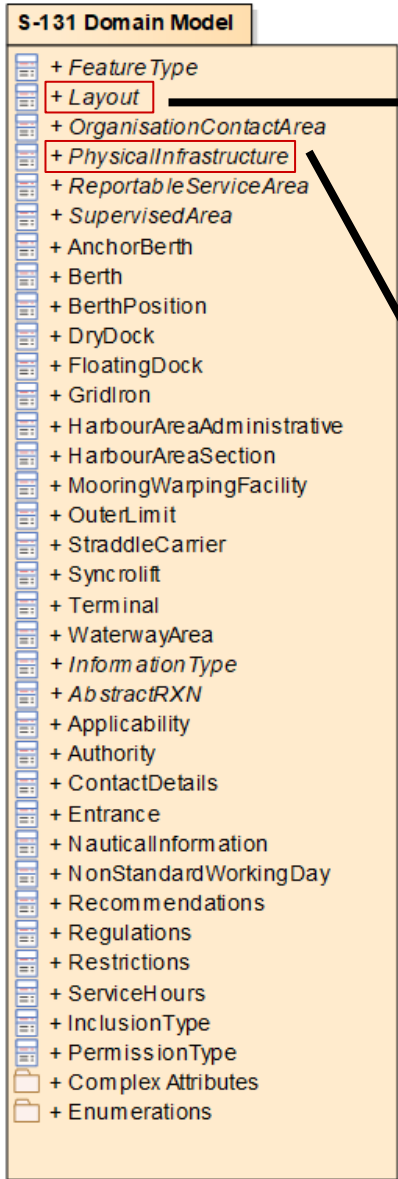 S-131 Domain Model
+ FeatureType
+ Layout
+ OrganisationContactArea
+ PhysicalInfrastructure
+ ReportableServiceArea
+ SupervisedArea
+ AnchorBerth
+ Berth
+ BerthPosition
+ DryDock
+ FloatingDock
+ GridIron
+ HarbourAreaAdministrative
+ HarbourAreaSection
+ MooringWarpingFacility
+ OuterLimit
+ StraddleCarrier
+ Syncrolift
+ Terminal
+ WaterwayArea
+ InformationType
+ AbstractRXN
+ Applicability
+ Authority
+ ContactDetails
+ Entrance
+ NauticalInformation
+ NonStandardWorkingDay
+ Recommendations
+ Regulations
+ Restrictions
+ ServiceHours
+ InclusionType
+ PermissionType
+ Complex Attributes
+ Enumerations